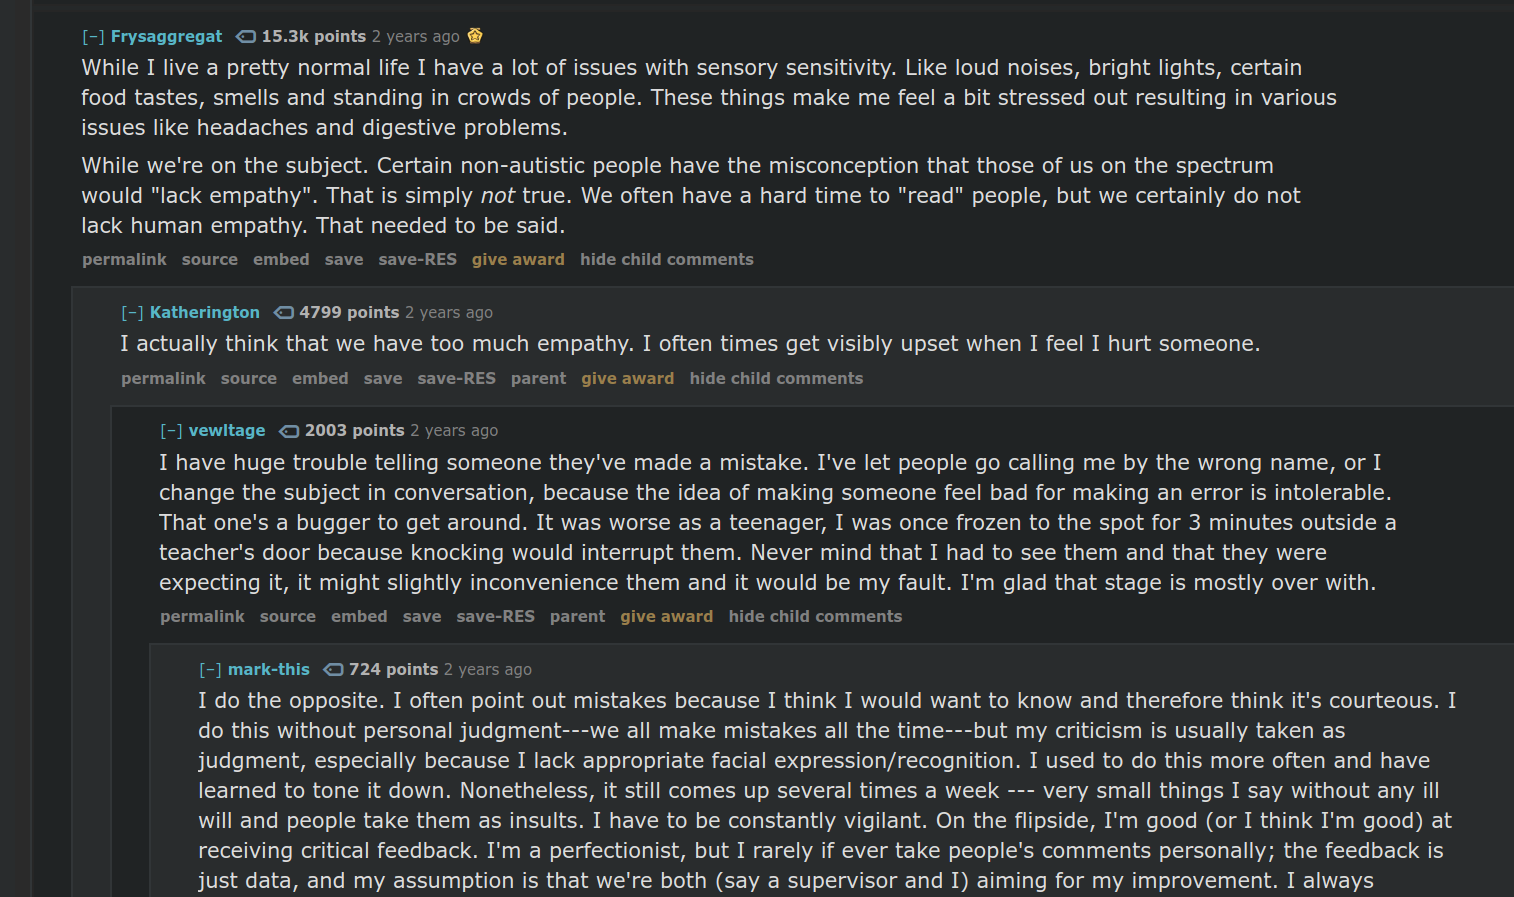 [−] Frysaggregat 15.3k points 2 years ago
While I live a pretty normal life I have a lot of issues with sensory sensitivity. Like loud noises, bright lights, certain
food tastes, smells and standing in crowds of people. These things make me feel a bit stressed out resulting in various
issues like headaches and digestive problems.
While we're on the subject. Certain non-autistic people have the misconception that those of us on the spectrum
would "lack empathy". That is simply not true. We often have a hard time to "read" people, but we certainly do not
lack human empathy. That needed to be said.
permalink source embed save save-RES give award hide child comments
[−] Katherington 4799 points 2 years ago
I actually think that we have too much empathy. I often times get visibly upset when I feel I hurt someone.
permalink source embed save save-RES parent give award hide child comments
[−] vewltage 2003 points 2 years ago
I have huge trouble telling someone they've made a mistake. I've let people go calling me by the wrong name, or I
change the subject in conversation, because the idea of making someone feel bad for making an error is intolerable.
That one's a bugger to get around. It was worse as a teenager, I was once frozen to the spot for 3 minutes outside a
teacher's door because knocking would interrupt them. Never mind that I had to see them and that they were
expecting it, it might slightly inconvenience them and it would be my fault. I'm glad that stage is mostly over with.
permalink source embed save save-RES parent give award hide child comments
[−] mark-this 724 points 2 years ago
I do the opposite. I often point out mistakes because I think I would want to know and therefore think it's courteous. I
do this without personal judgment---we all make mistakes all the time---but my criticism is usually taken as
judgment, especially because I lack appropriate facial expression/recognition. I used to do this more often and have
learned to tone it down. Nonetheless, it still comes up several times a week --- very small things I say without any ill
will and people take them as insults. I have to be constantly vigilant. On the flipside, I'm good (or I think I'm good) at
receiving critical feedback. I'm a perfectionist, but I rarely if ever take people's comments personally; the feedback is
just data, and my assumption is that we're both (say a supervisor and I) aiming for my improvement. I always